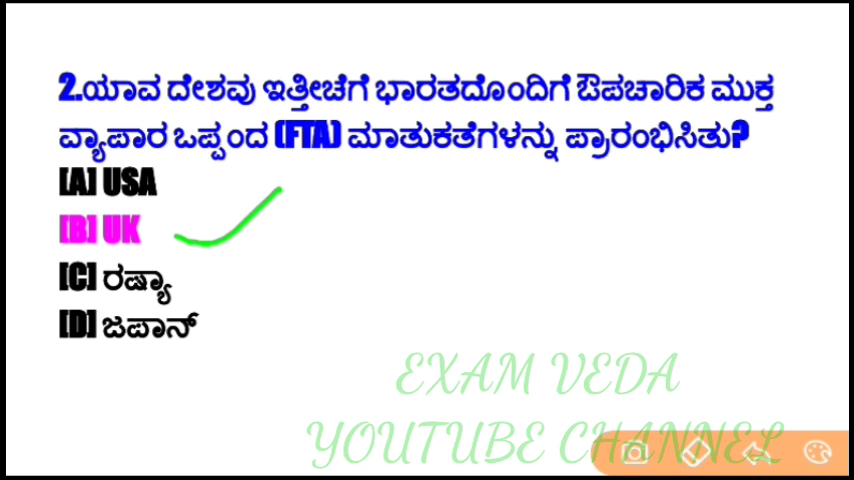 2.ಯಾವ ದೇಶವು ಇತ್ತೀಚೆಗೆ ಭಾರತದೊಂದಿಗೆ ಔಪಚಾರಿಕ ಮುಕ್ತ
ವ್ಯಾಪಾರ ಒಪ್ಪಂದ (FTA) ಮಾತುಕತೆಗಳನ್ನು ಪ್ರಾರಂಭಿಸಿತು?
[A] USA
[B] UK
[C] ರಷ್ಯಾ
[D] ಜಪಾನ್
EXAM VEDA
YOUTUBE CHANNEL